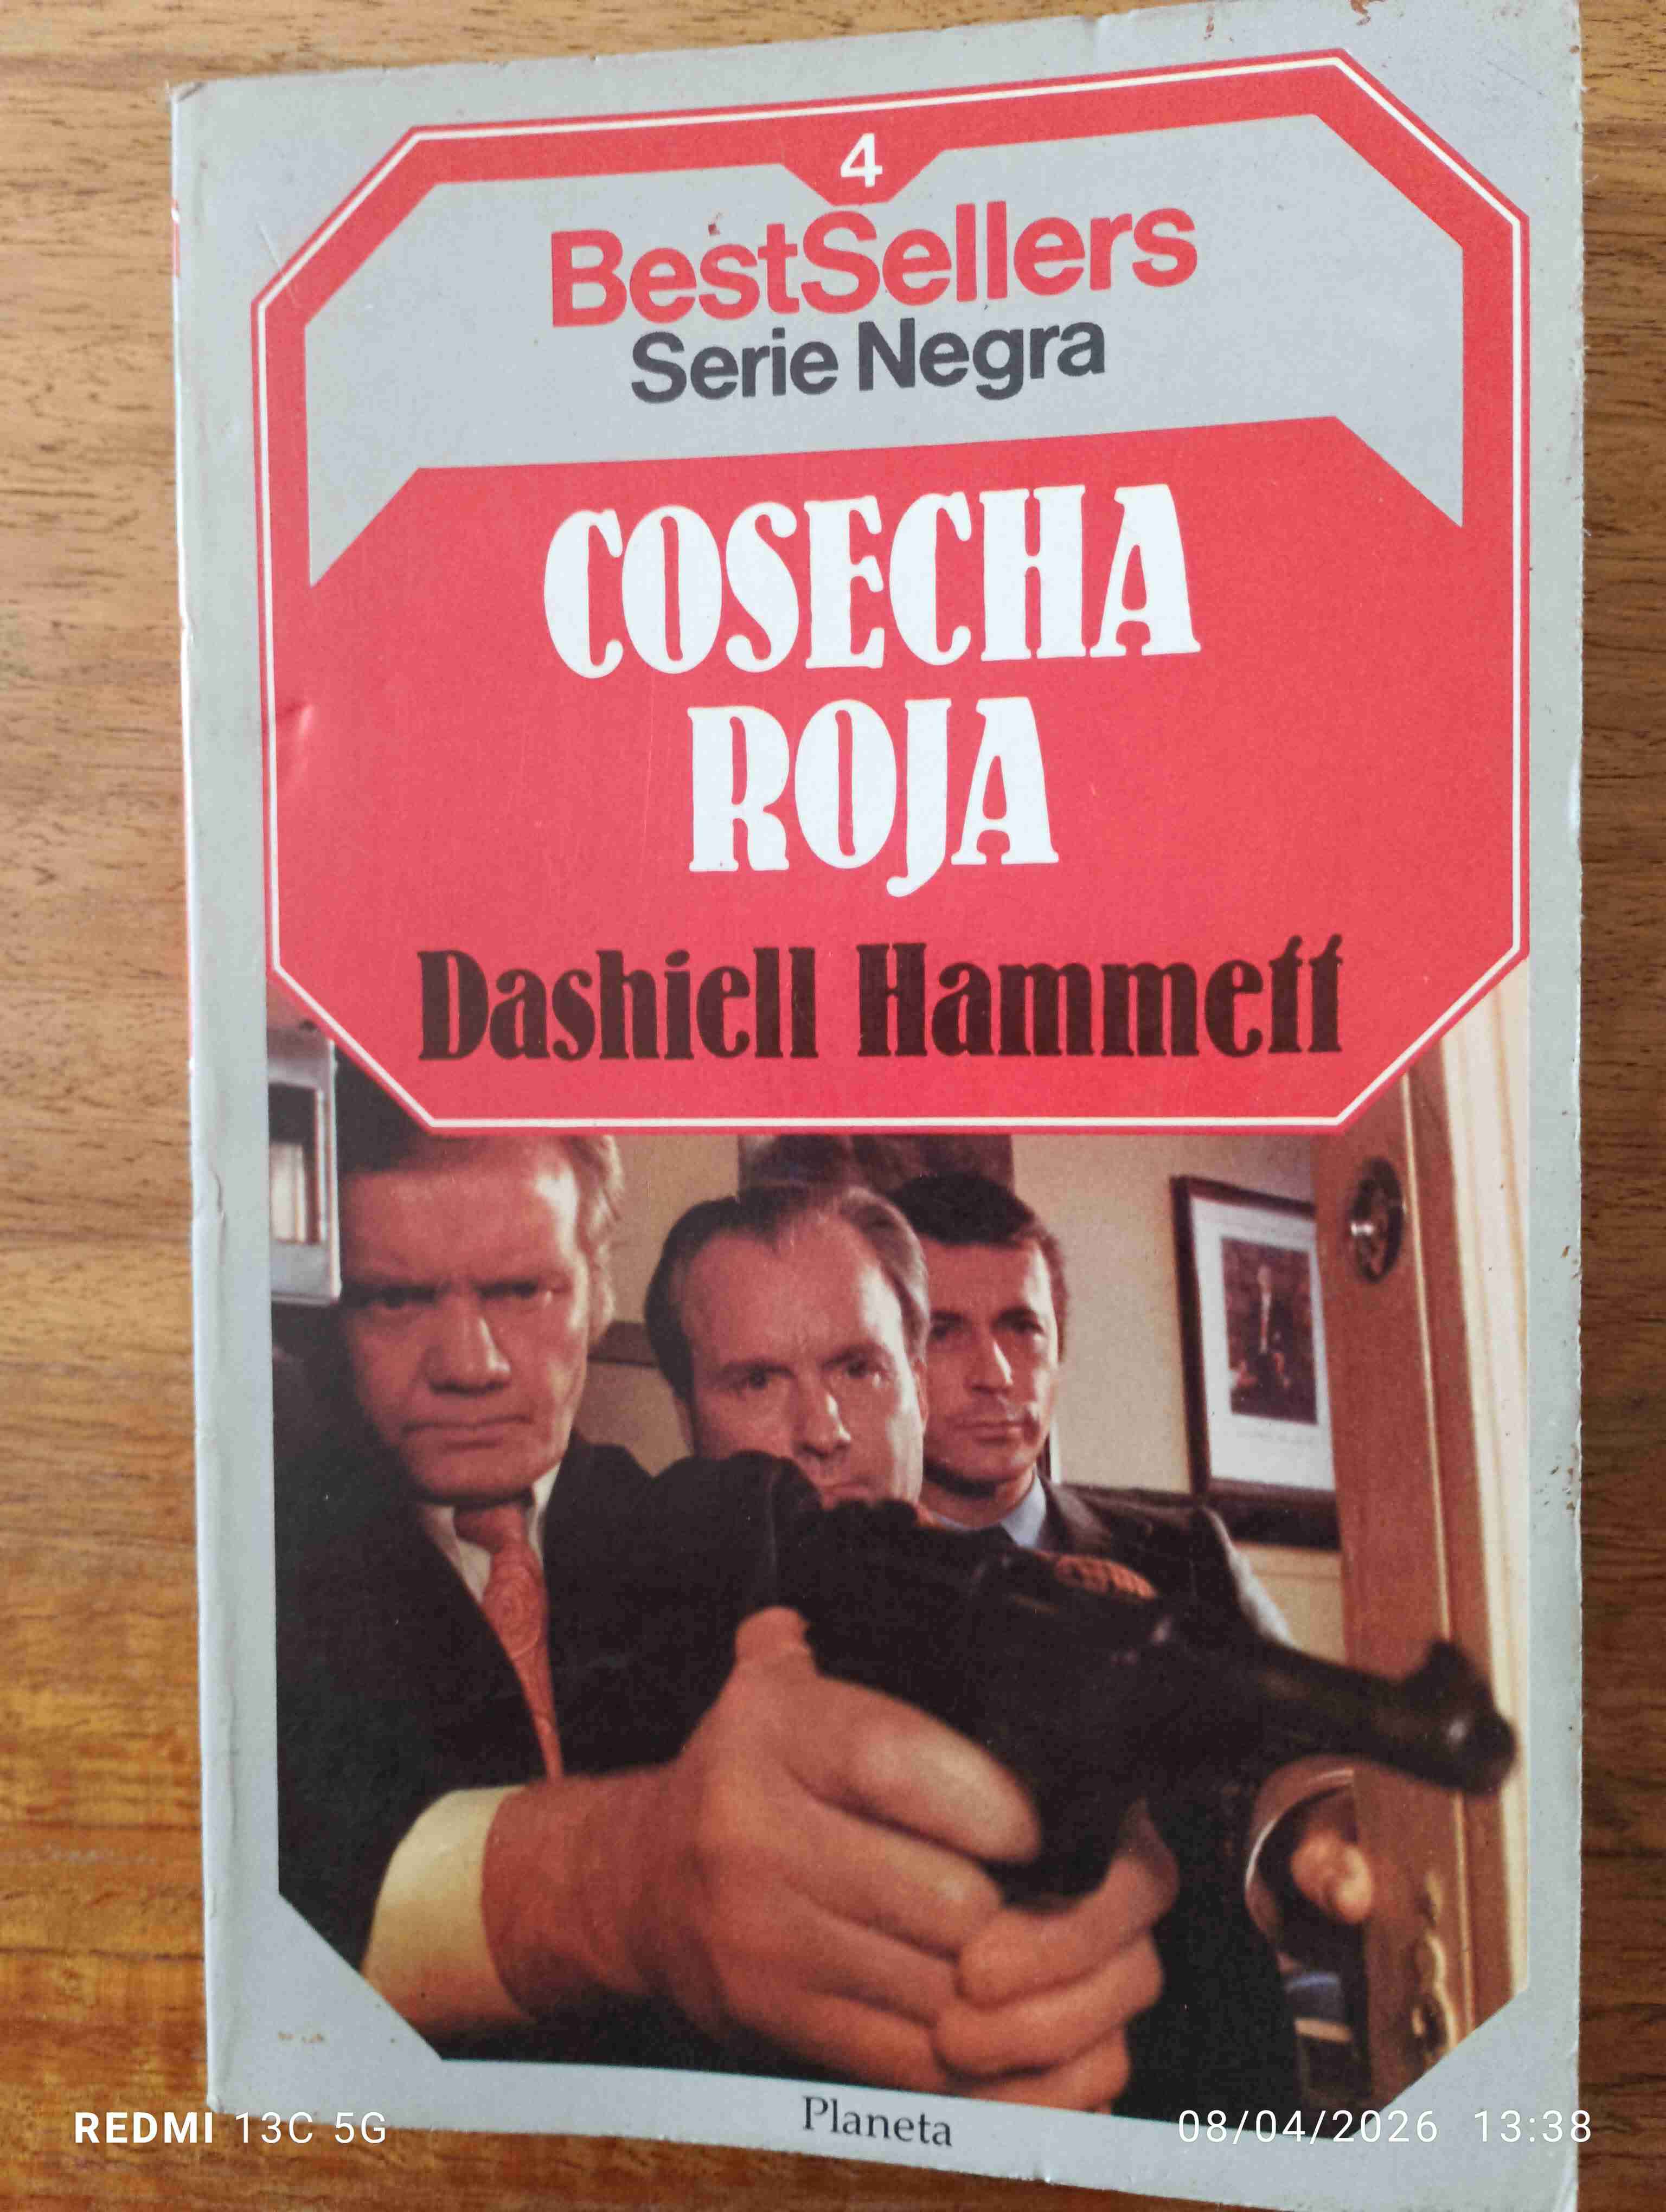 4
BestSellers
Serie Negra
COSECHA
ROJA
Dashiell Hammett
Planeta
REDMI 13C 5G
08/04/2026 13:38